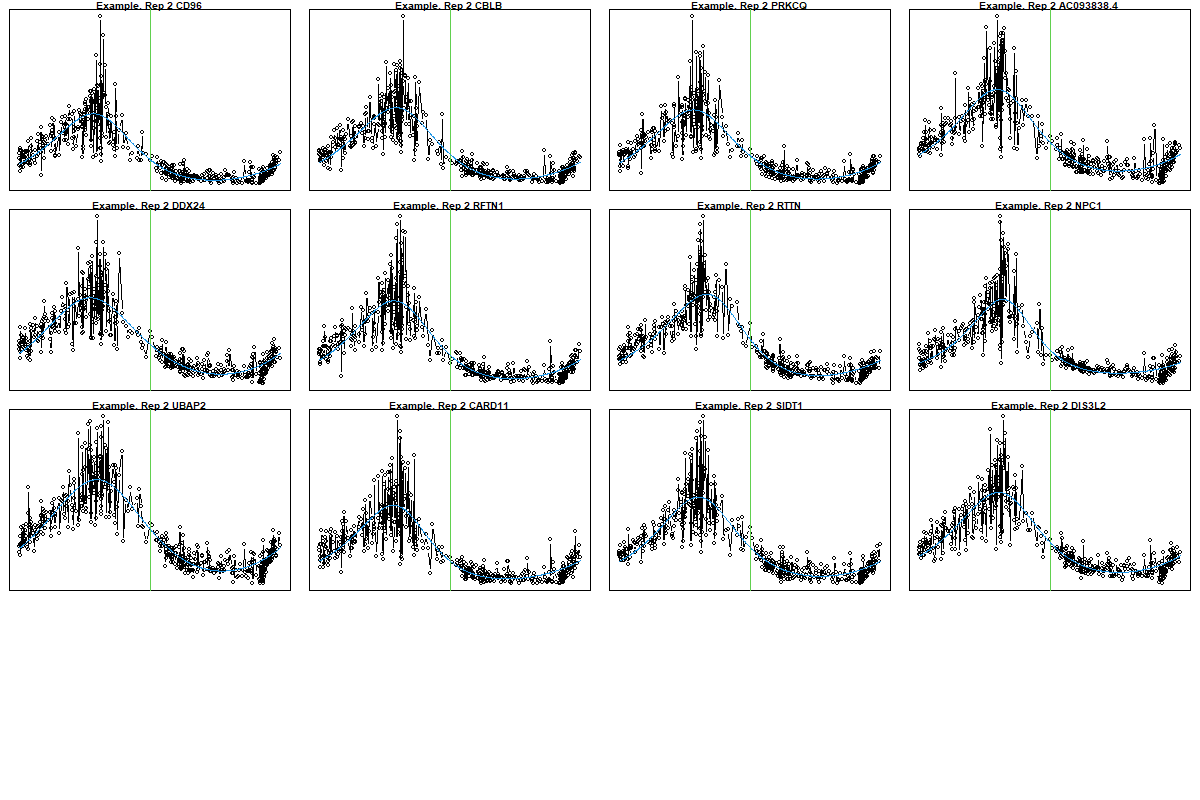 Example, Rep 2 CD96
Example, Rep 2 CBLB
Example, Rep 2 PRKCQ
Example, Rep 2 AC093838.4
Example, Rep 2 DDX24
Example, Rep 2 RFTN1
Example, Rep 2 RTTN
Example, Rep 2 NPC1
Example, Rep 2 UBAP2
Example, Rep 2 CARD11
Example, Rep 2 SIDT1
Example, Rep 2 DIS3L2